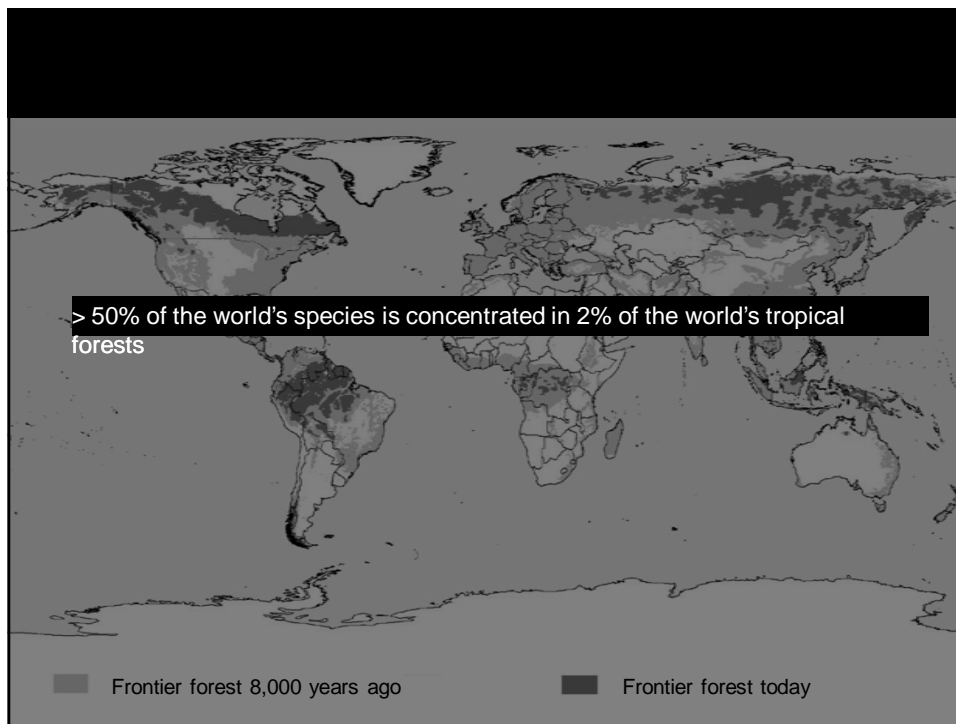 > 50% of the world’s species is concentrated in 2% of the world’s tropical
forests
Frontier forest 8,000 years ago
Frontier forest today